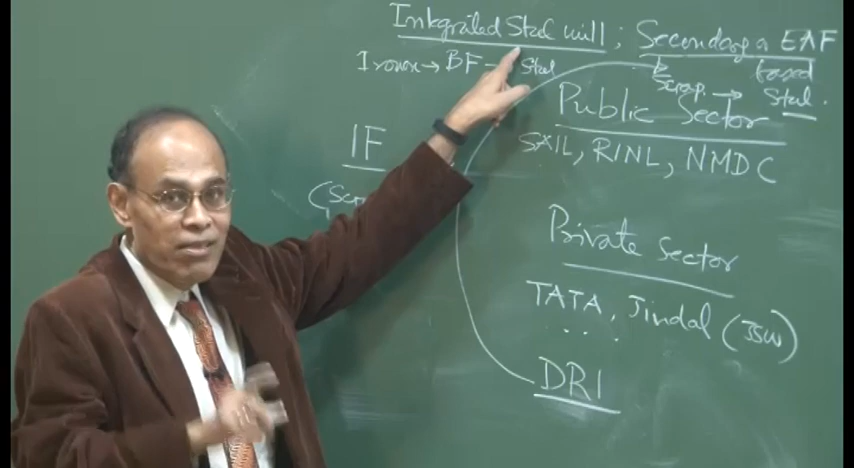 Integrated Steel mill ; Secondary EAF based Steel.
Iron ore → BF → Steel
Scrap →
Public Sector
SAIL, RINL, NMDC
IF
(Scr
Private Sector
TATA, Jindal (JSW)
... .
DRI